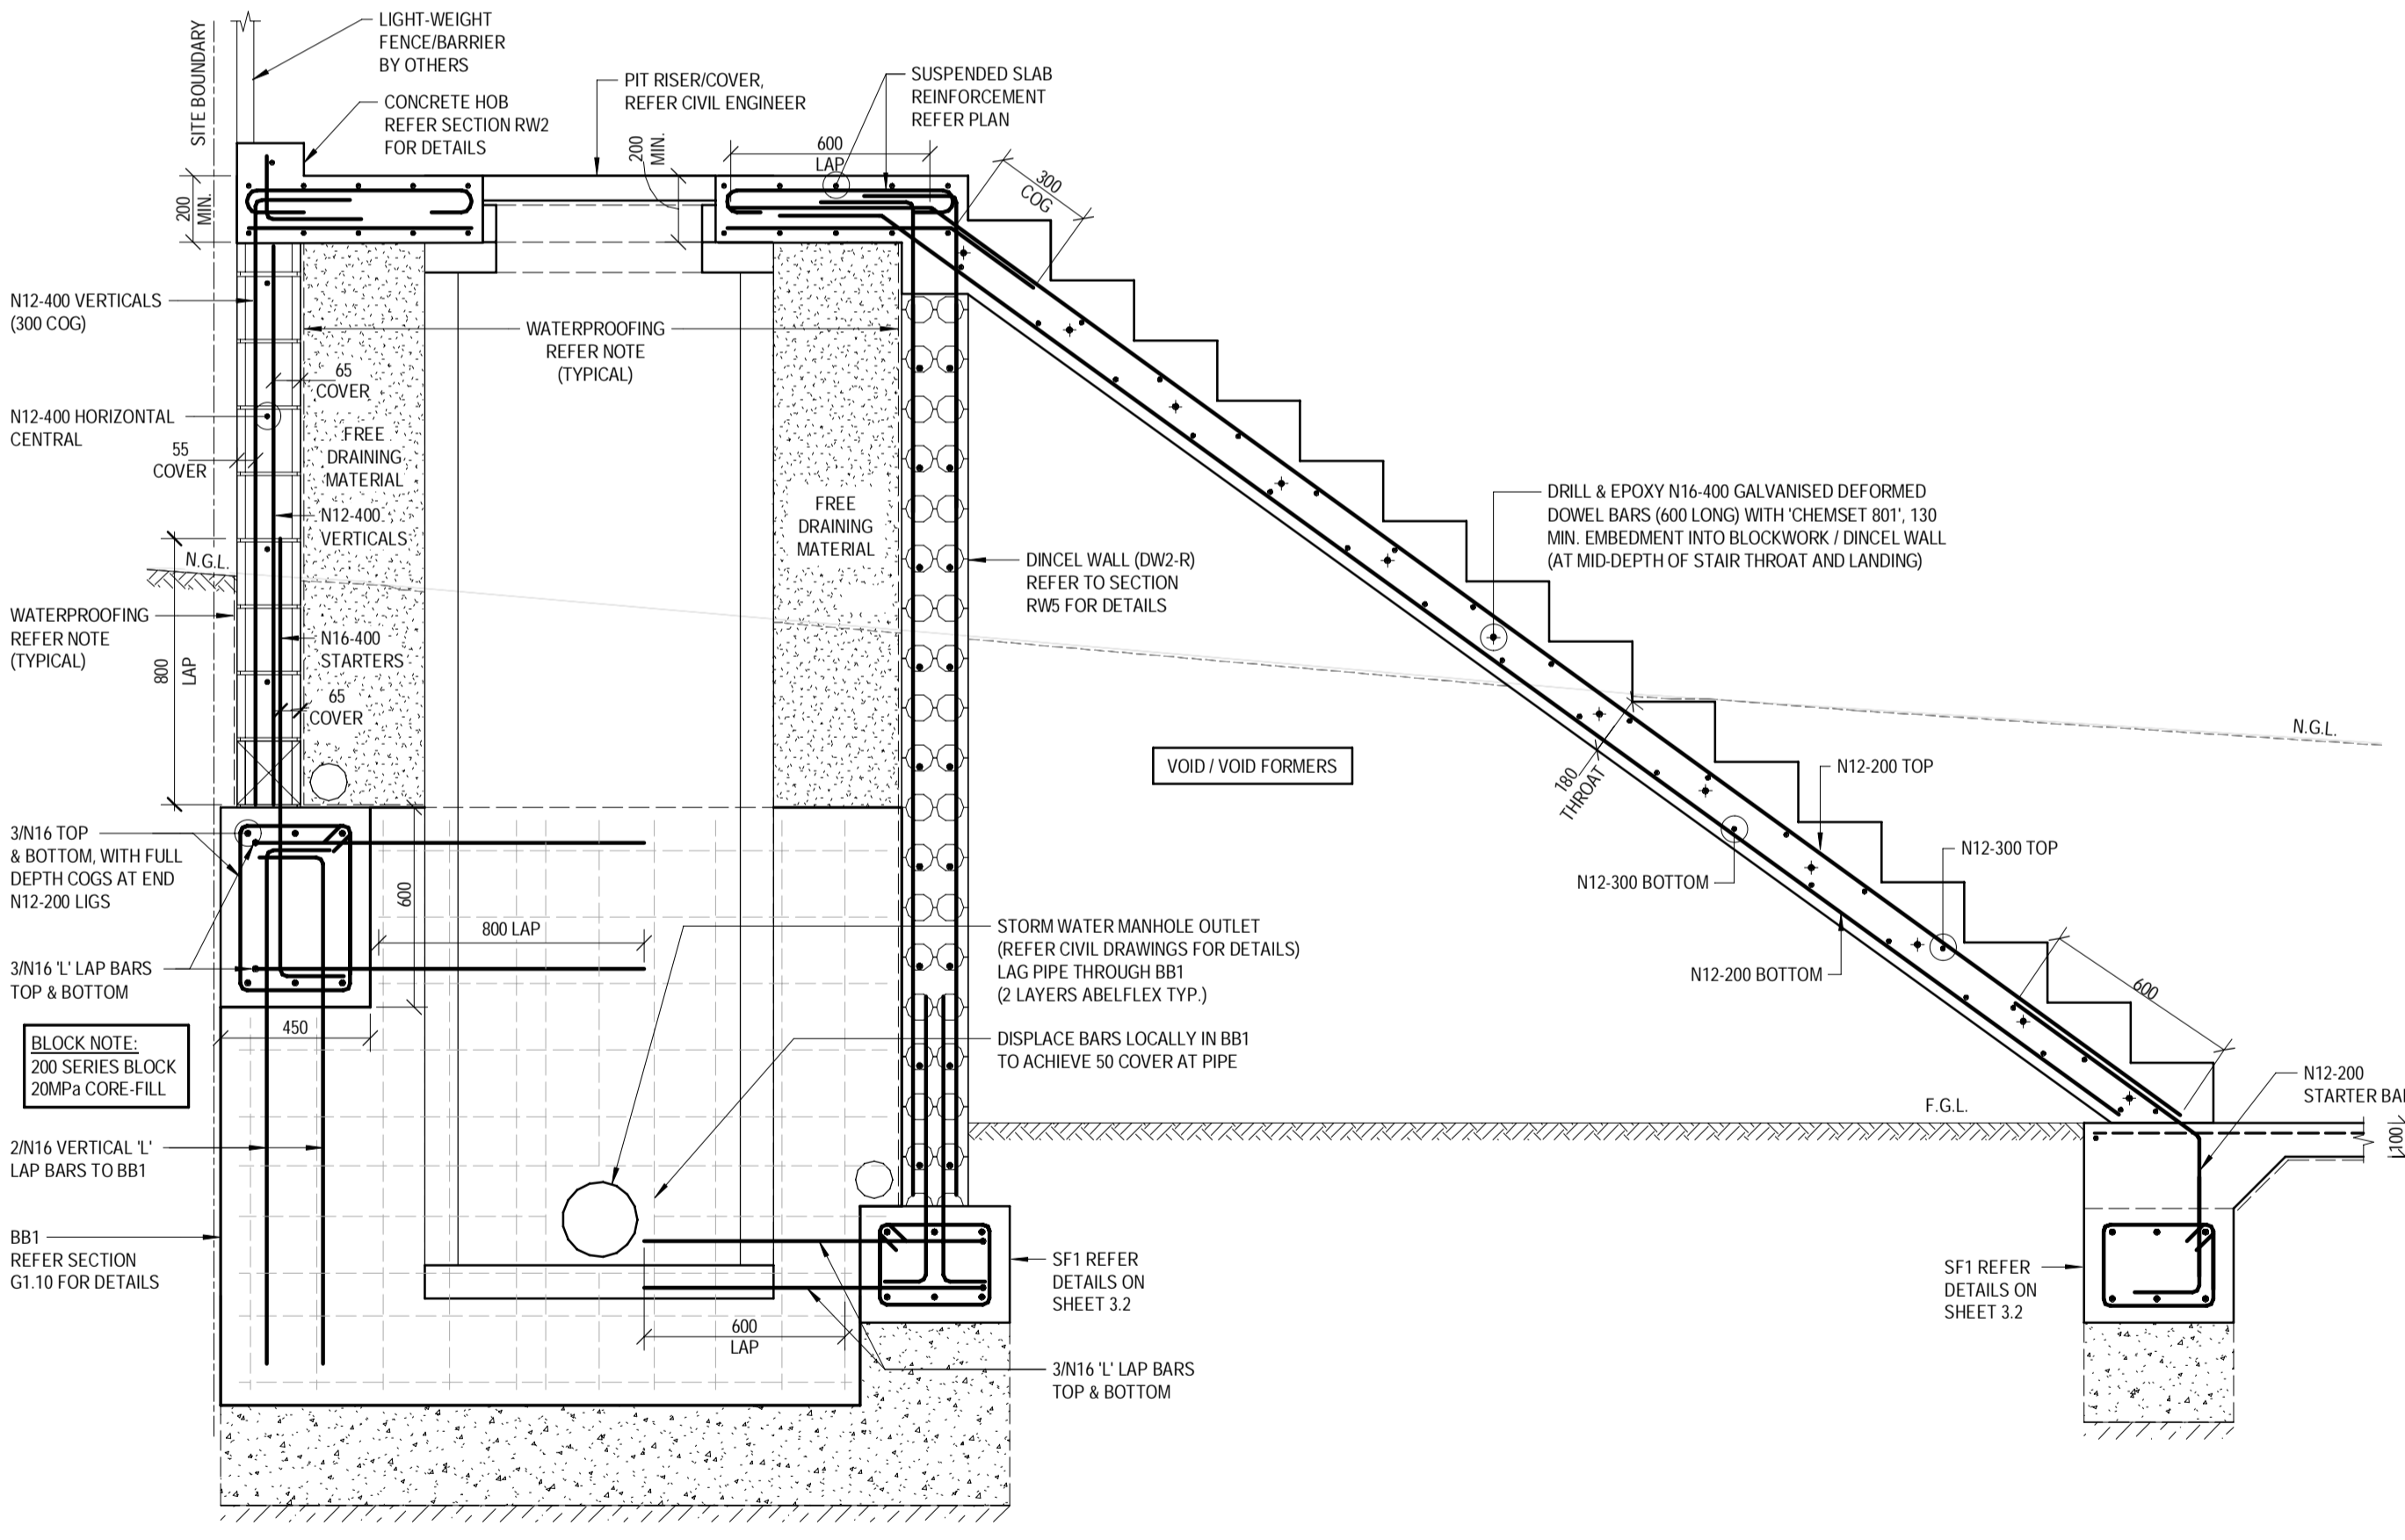 SITE BOUNDARY
LIGHT-WEIGHT
FENCE/BARRIER
BY OTHERS
CONCRETE HOB
REFER SECTION RW2
FOR DETAILS
PIT RISER/COVER,
REFER CIVIL ENGINEER
SUSPENDED SLAB
REINFORCEMENT
REFER PLAN
200
MIN.
200
MIN.
600
LAP
300
COG
N12-400 VERTICALS
(300 COG)
WATERPROOFING
REFER NOTE
(TYPICAL)
65
COVER
N12-400 HORIZONTAL
CENTRAL
55
COVER
FREE
DRAINING
MATERIAL
N12-400
VERTICALS
FREE
DRAINING
MATERIAL
DRILL & EPOXY N16-400 GALVANISED DEFORMED
DOWEL BARS (600 LONG) WITH 'CHEMSET 801', 130
MIN. EMBEDMENT INTO BLOCKWORK / DINCEL WALL
(AT MID-DEPTH OF STAIR THROAT AND LANDING)
DINCEL WALL (DW2-R)
REFER TO SECTION
RW5 FOR DETAILS
N.G.L.
WATERPROOFING
REFER NOTE
(TYPICAL)
800
LAP
N16-400
STARTERS
65
COVER
N.G.L.
VOID / VOID FORMERS
180
THROAT
N12-200 TOP
3/N16 TOP
& BOTTOM, WITH FULL
DEPTH COGS AT END
N12-200 LIGS
600
N12-300 TOP
N12-300 BOTTOM
800 LAP
STORM WATER MANHOLE OUTLET
(REFER CIVIL DRAWINGS FOR DETAILS)
LAG PIPE THROUGH BB1
(2 LAYERS ABELFLEX TYP.)
N12-200 BOTTOM
3/N16 'L' LAP BARS
TOP & BOTTOM
600
450
BLOCK NOTE:
200 SERIES BLOCK
20MPa CORE-FILL
DISPLACE BARS LOCALLY IN BB1
TO ACHIEVE 50 COVER AT PIPE
N12-200
STARTER BAR
F.G.L.
100
2/N16 VERTICAL 'L'
LAP BARS TO BB1
BB1
REFER SECTION
G1.10 FOR DETAILS
SF1 REFER
DETAILS ON
SHEET 3.2
SF1 REFER
DETAILS ON
SHEET 3.2
600
LAP
3/N16 'L' LAP BARS
TOP & BOTTOM